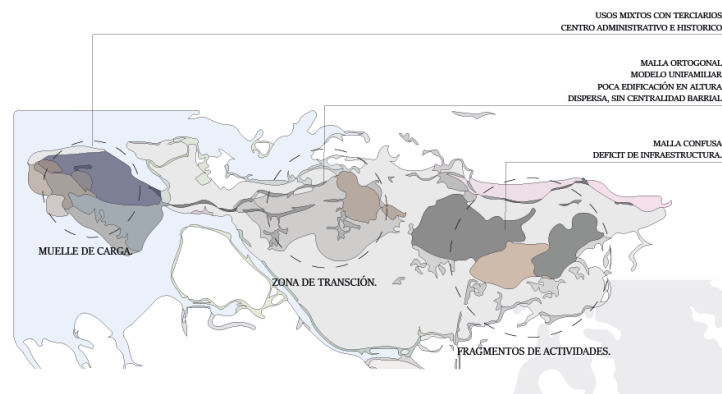 USOS MIXTOS CON TERCIARIOS
CENTRO ADMINISTRATIVO E HISTORICO
MALLA ORTOGONAL
MODELO UNIFAMILIAR
POCA EDIFICACIÓN EN ALTURA
DISPERSA, SIN CENTRALIDAD BARRIAL
MALLA CONFUSA
DEFICIT DE INFRAESTRUCTURA.
MUELLE DE CARGA.
ZONA DE TRANSCIÓN.
FRAGMENTOS DE ACTIVIDADES.